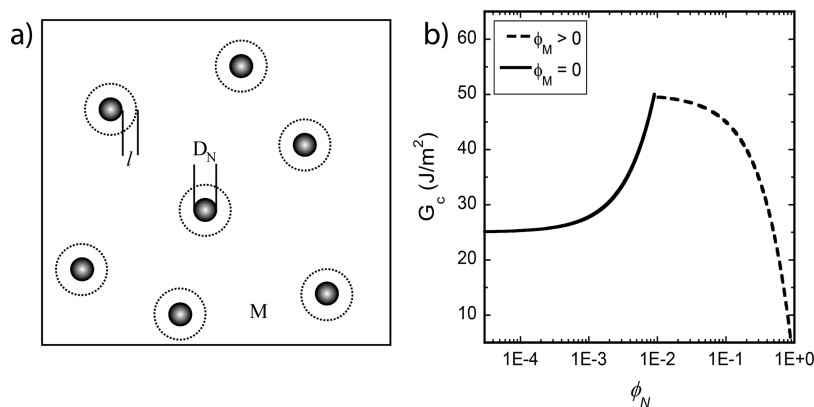 a)
l
D_N
M
b)
ϕ_M > 0
ϕ_M = 0
G_c (J/m²)
60
50
40
30
20
10
1E-4 1E-3 1E-2 1E-1 1E+0
ϕ_N